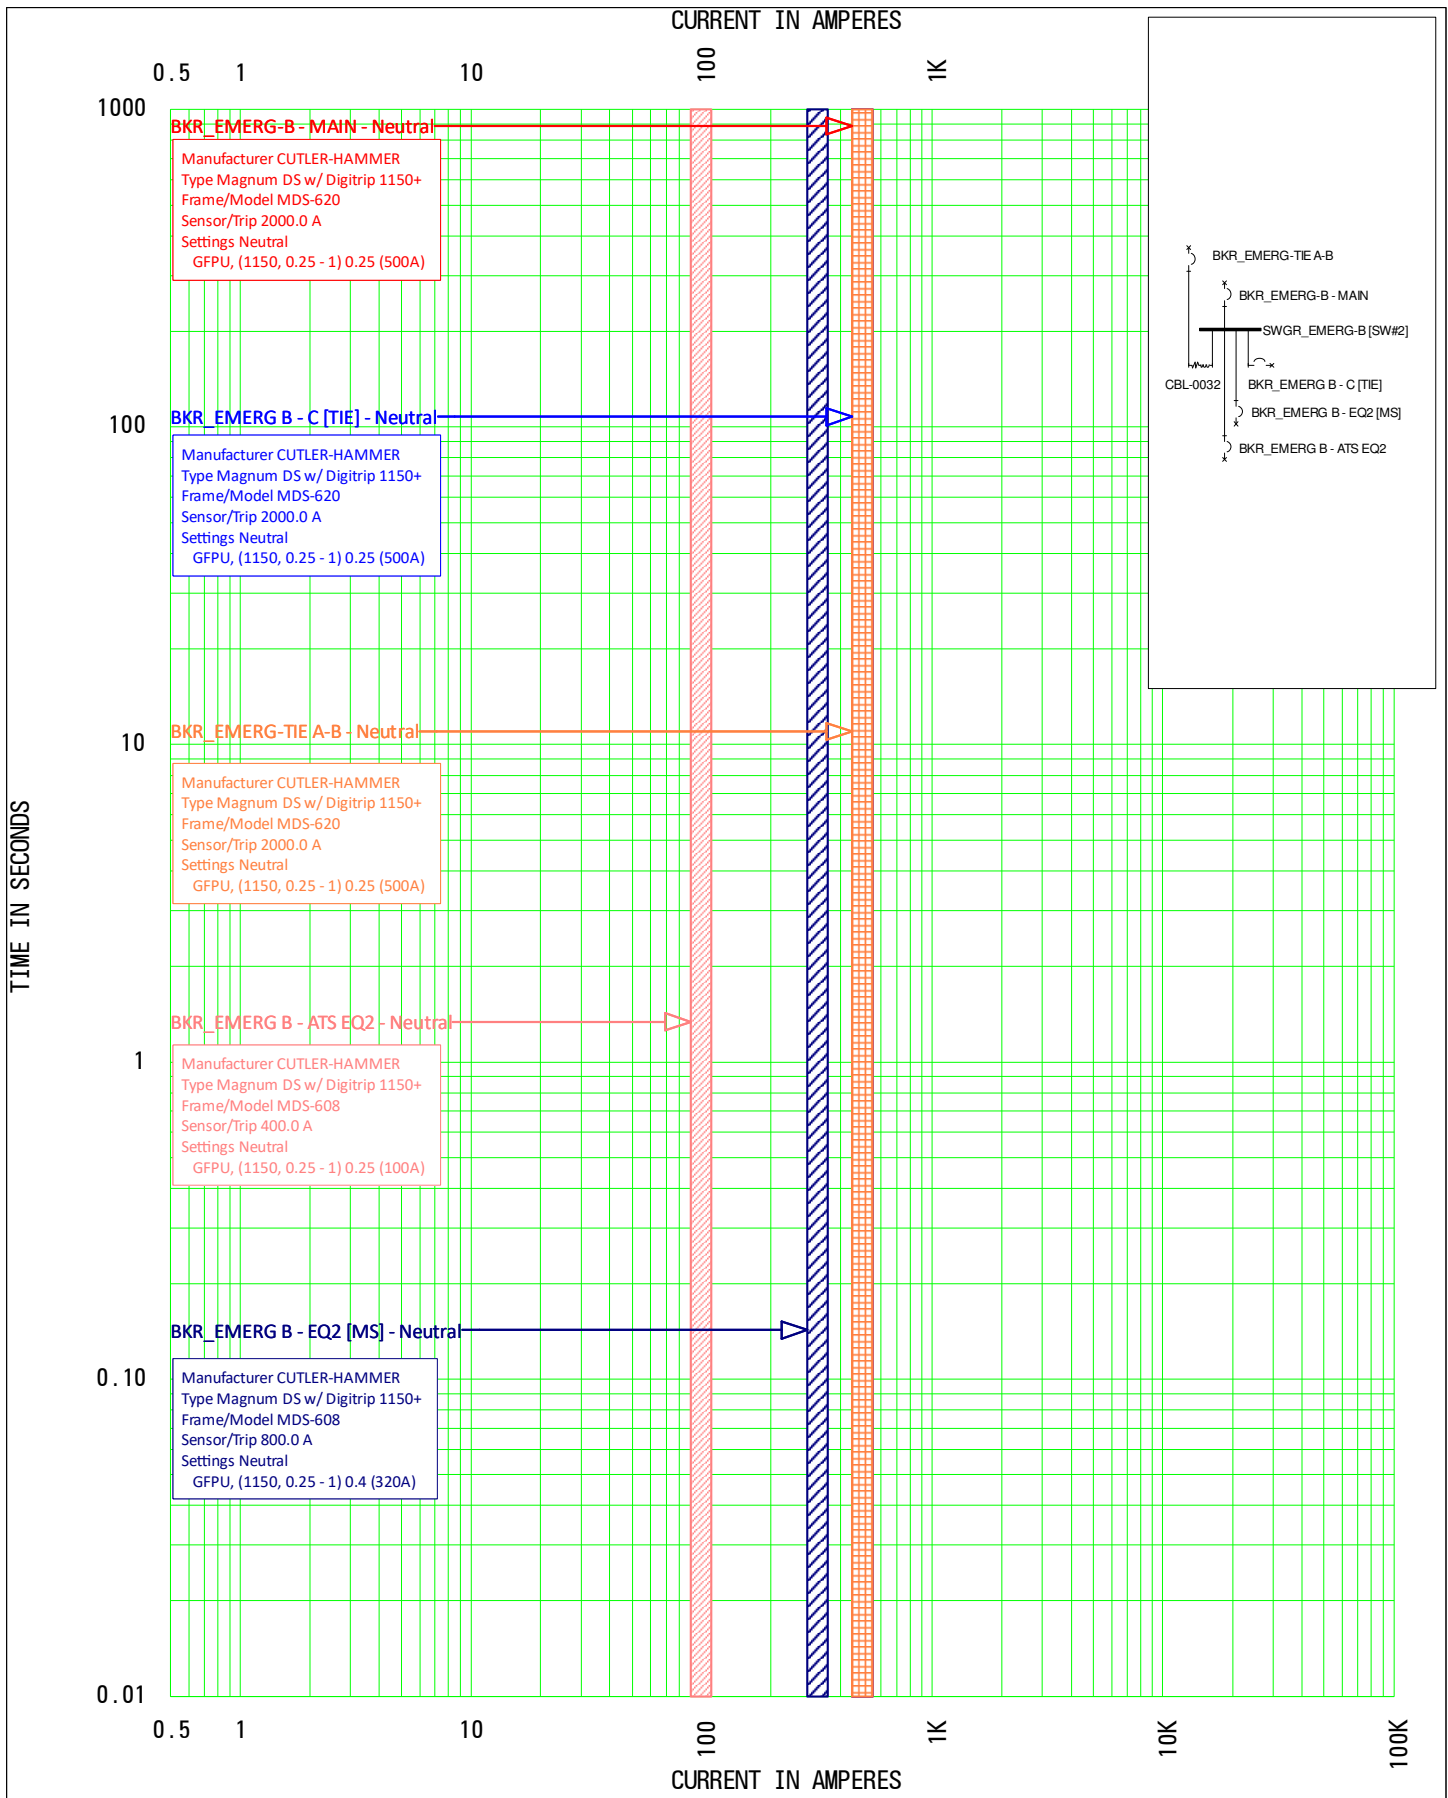 CURRENT IN AMPERES
0.5 1 10 100 1K
1000
BKR_EMERG-B - MAIN - Neutral
Manufacturer CUTLER-HAMMER
Type Magnum DS w/ Digitrip 1150+
Frame/Model MDS-620
Sensor/Trip 2000.0 A
Settings Neutral
GFPU, (1150, 0.25 - 1) 0.25 (500A)
BKR_EMERG-TIE A-B
BKR_EMERG-B - MAIN
SWGR_EMERG-B [SW#2]
CBL-0032
BKR_EMERG B - C [TIE]
BKR_EMERG B - EQ2 [MS]
BKR_EMERG B - ATS EQ2
BKR_EMERG B - C [TIE] - Neutral
100
Manufacturer CUTLER-HAMMER
Type Magnum DS w/ Digitrip 1150+
Frame/Model MDS-620
Sensor/Trip 2000.0 A
Settings Neutral
GFPU, (1150, 0.25 - 1) 0.25 (500A)
BKR_EMERG-TIE A-B - Neutral
10
Manufacturer CUTLER-HAMMER
Type Magnum DS w/ Digitrip 1150+
Frame/Model MDS-620
Sensor/Trip 2000.0 A
Settings Neutral
GFPU, (1150, 0.25 - 1) 0.25 (500A)
TIME IN SECONDS
BKR_EMERG B - ATS EQ2 - Neutral
1
Manufacturer CUTLER-HAMMER
Type Magnum DS w/ Digitrip 1150+
Frame/Model MDS-608
Sensor/Trip 400.0 A
Settings Neutral
GFPU, (1150, 0.25 - 1) 0.25 (100A)
BKR_EMERG B - EQ2 [MS] - Neutral
0.10
Manufacturer CUTLER-HAMMER
Type Magnum DS w/ Digitrip 1150+
Frame/Model MDS-608
Sensor/Trip 800.0 A
Settings Neutral
GFPU, (1150, 0.25 - 1) 0.4 (320A)
0.01
0.5 1 10 100 1K 10K 100K
CURRENT IN AMPERES